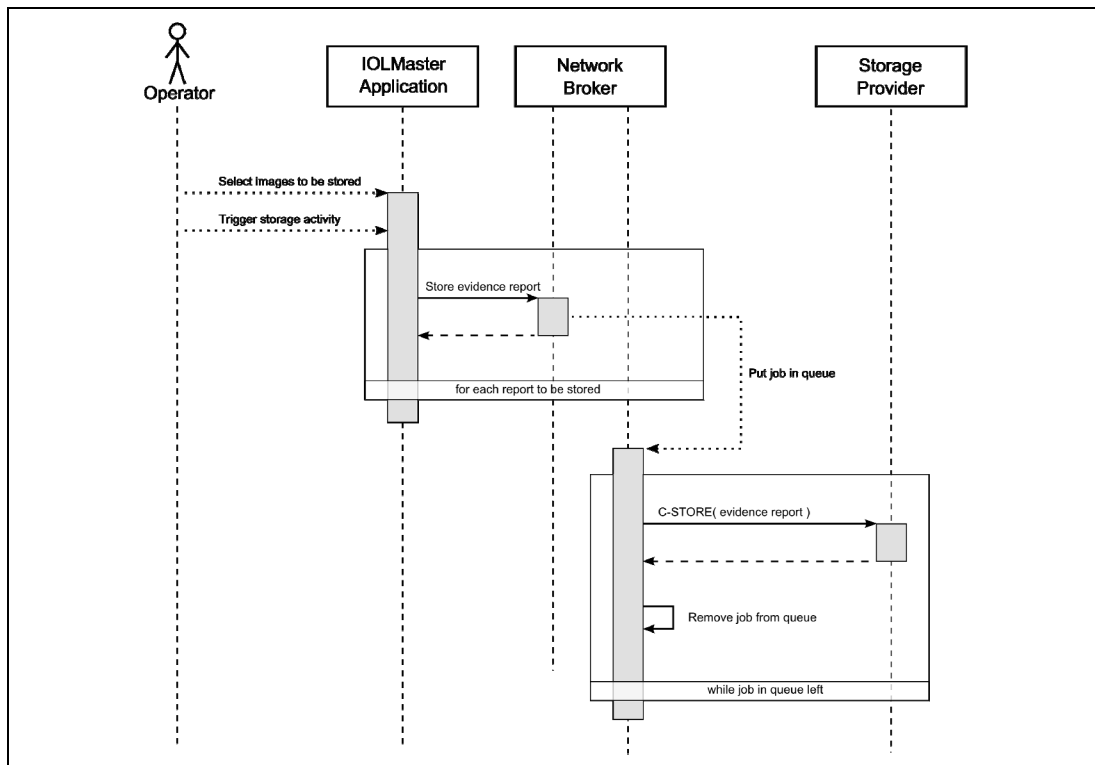 Operator
IOLMaster
Application
Network
Broker
Storage
Provider
Select images to be stored
Trigger storage activity
Store evidence report
Put job in queue
for each report to be stored
C-STORE( evidence report )
Remove job from queue
while job in queue left